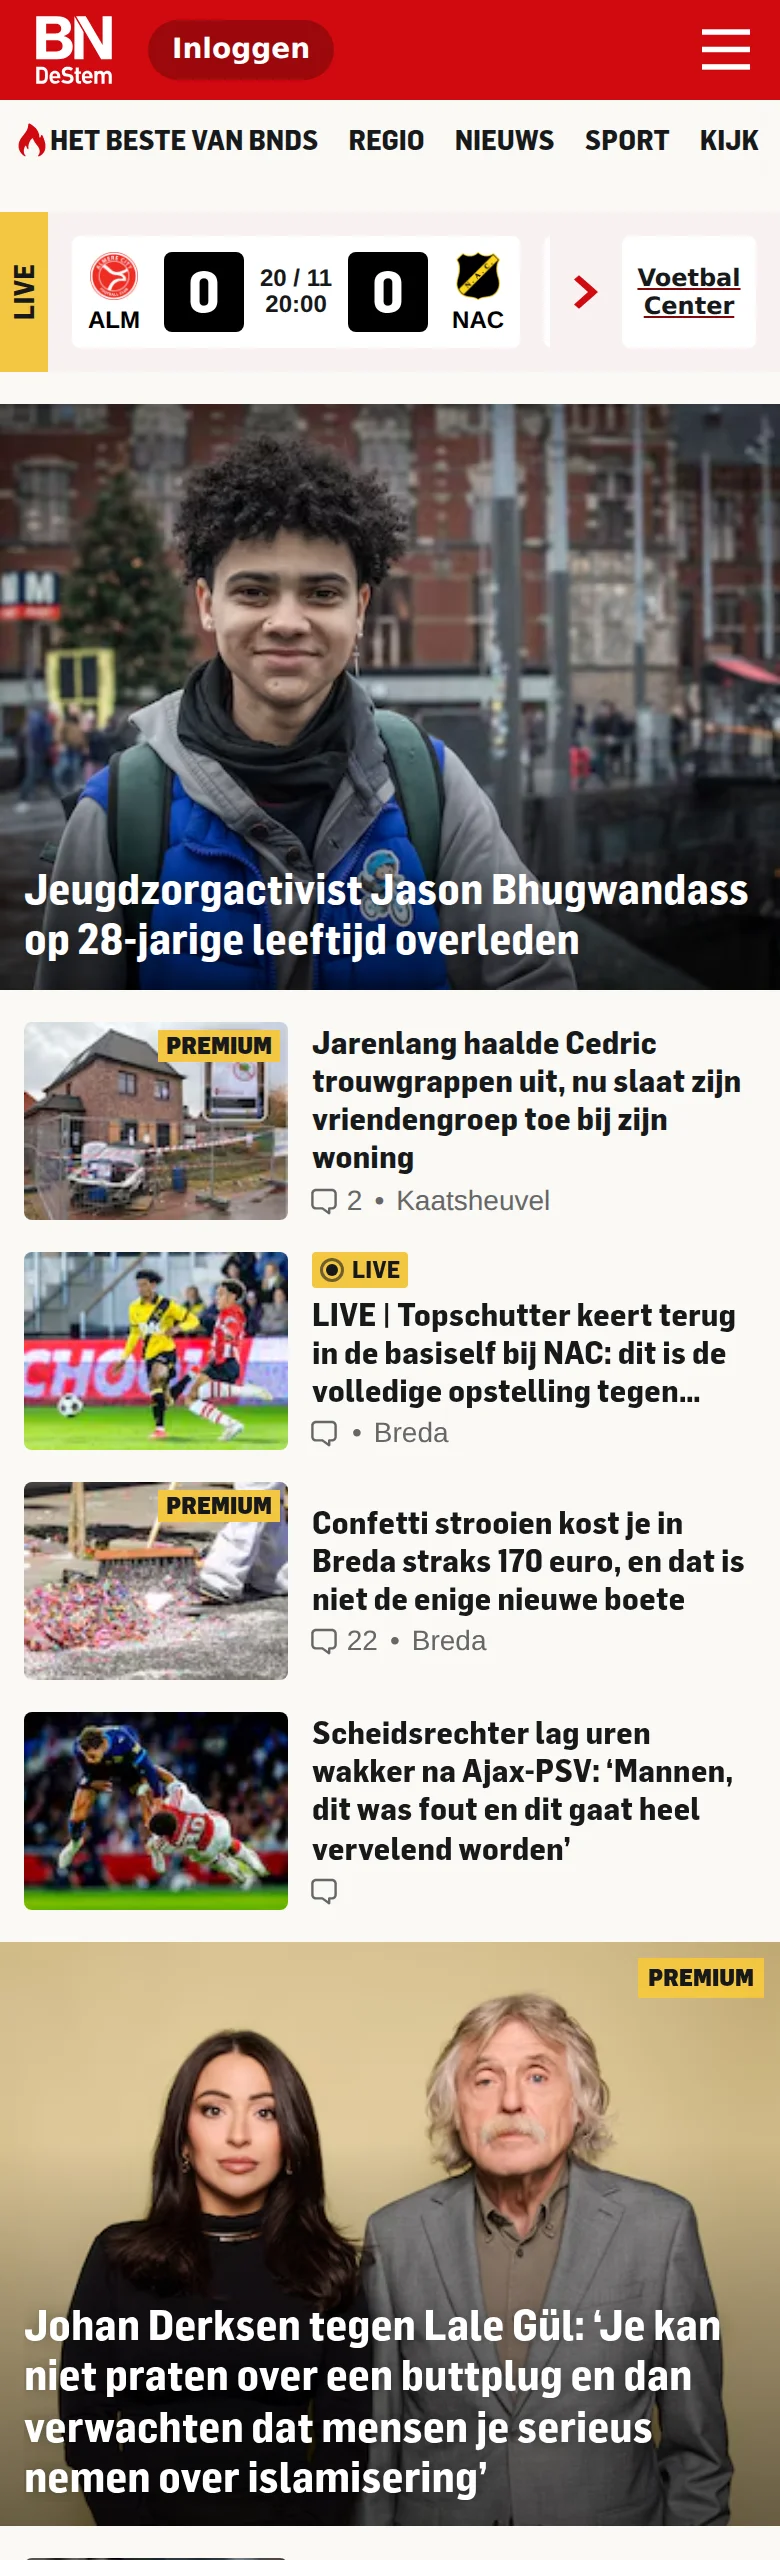 BN
DeStem
Inloggen
HET BESTE VAN BNDS REGIO NIEUWS SPORT KIJK
LIVE
ALM
0
20 / 11
20:00
0
NAC
Voetbal
Center
Jeugdzorgactivist Jason Bhugwandass
op 28-jarige leeftijd overleden
PREMIUM
Jarenlang haalde Cedric
trouwgrappen uit, nu slaat zijn
vriendengroep toe bij zijn
woning
2 • Kaatsheuvel
LIVE
LIVE | Topschutter keert terug
in de basiself bij NAC: dit is de
volledige opstelling tegen...
• Breda
PREMIUM
Confetti strooien kost je in
Breda straks 170 euro, en dat is
niet de enige nieuwe boete
22 • Breda
Scheidsrechter lag uren
wakker na Ajax-PSV: ‘Mannen,
dit was fout en dit gaat heel
vervelend worden’
PREMIUM
Johan Derksen tegen Lale Gül: ‘Je kan
niet praten over een buttplug en dan
verwachten dat mensen je serieus
nemen over islamisering’